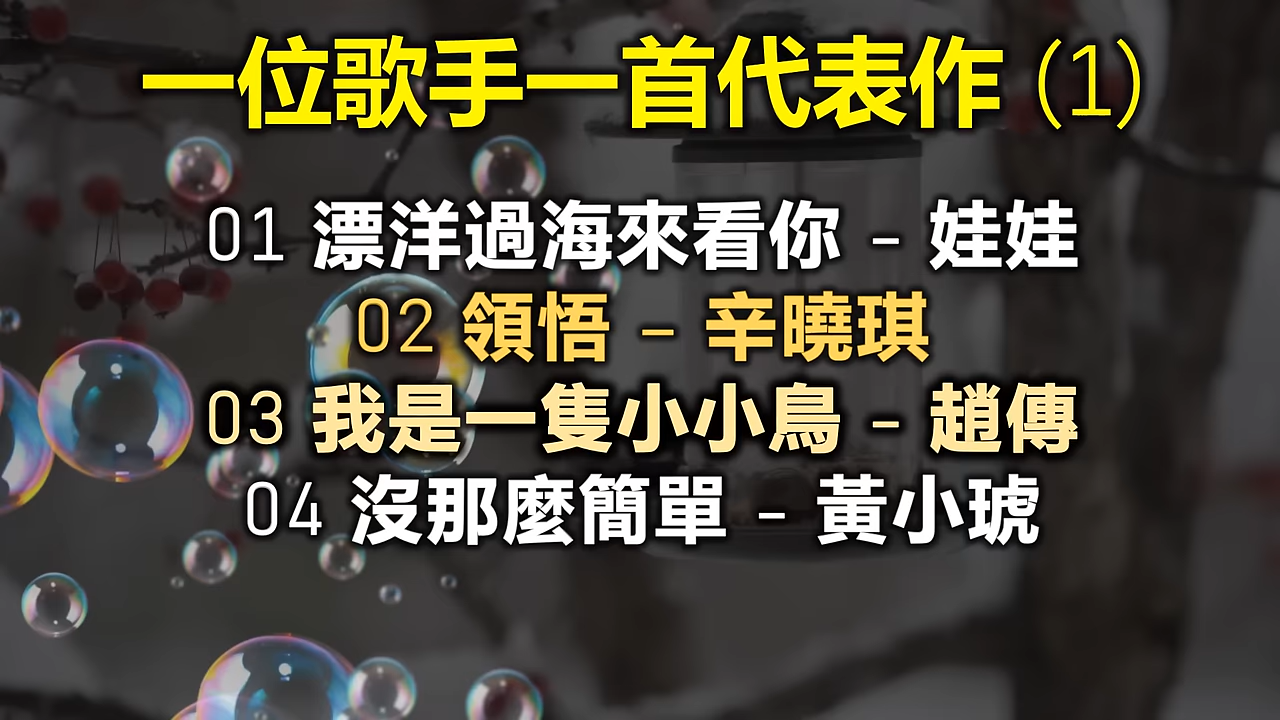 一位歌手一首代表作 (1)
01 漂洋過海來看你 - 娃娃
02 領悟 - 辛曉琪
03 我是一隻小小鳥 - 趙傳
04 沒那麼簡單 - 黃小琥